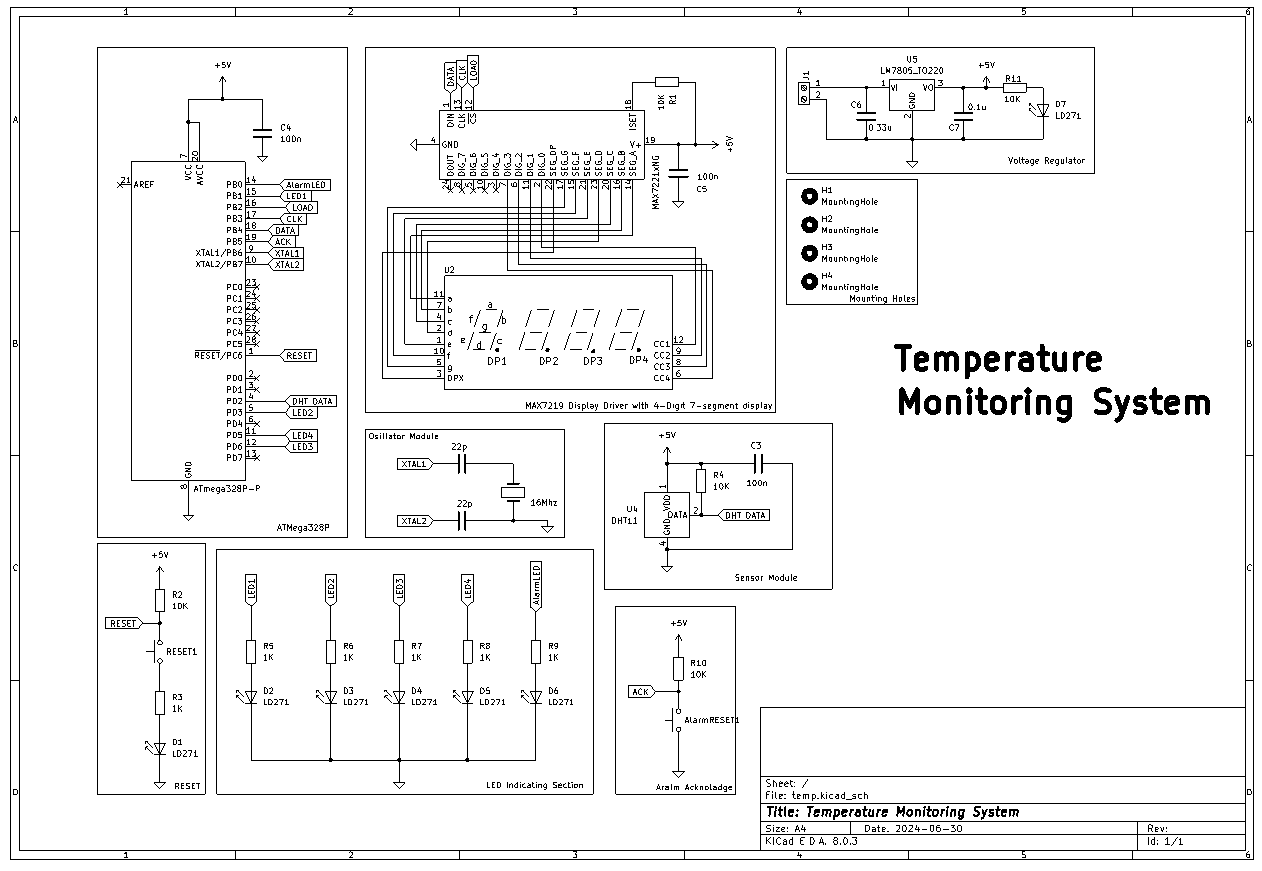 1 2 3 4 5 6
A
B
C
D
+5V
C4
100n
7
20
VCC
AVCC
21
AREF
PB0 14 AlarmLED
PB1 15 LED1
PB2 16 LOAD
PB3 17 CLK
PB4 18 DATA
PB5 19 ACK
XTAL1/PB6 9 XTAL1
XTAL2/PB7 10 XTAL2
PC0 23
PC1 24
PC2 25
PC3 26
PC4 27
PC5 28
RESET/PC6 1 RESET
PD0 2
PD1 3
PD2 4 DHT DATA
PD3 5 LED2
PD4 6
PD5 11 LED4
PD6 12 LED3
PD7 13
GND
8
ATmega328P-P
ATMega328P
DATA
CLK
LOAD
1
13
12
DIN
CLK
CS
18
ISET
10K
R1
4
GND
V+
19
+5V
100n
C5
MAX7221xNG
DOUT
DIG_7
DIG_6
DIG_5
DIG_4
DIG_3
DIG_2
DIG_1
DIG_0
SEG_DP
SEG_G
SEG_F
SEG_E
SEG_D
SEG_C
SEG_B
SEG_A
24
8
5
10
3
7
6
11
2
22
17
15
21
23
20
16
14
U2
11 a
7 b
4 c
2 d
1 e
10 f
5 g
3 DPX
a
f b
g
e c
d
DP1 DP2 DP3 DP4
CC1 12
CC2 9
CC3 8
CC4 6
MAX7219 Display Driver with 4-Digit 7-segment display
J1
1
2
U5
LM7805_TO220
1
VI
VO
3
GND
2
C6
0.33u
+5V
0.1u
C7
R11
10K
D7
LD271
Voltage Regulator
H1
MountingHole
H2
MountingHole
H3
MountingHole
H4
MountingHole
Mounting Holes
Temperature
Monitoring System
Osillator Module
22p
XTAL1
16Mhz
22p
XTAL2
+5V
C3
100n
R4
10K
1
U4
DHT11
VDD
DATA
2
DHT DATA
GND
4
Sensor Module
+5V
R2
10K
RESET
RESET1
R3
1K
D1
LD271
RESET
LED1
LED2
LED3
LED4
AlarmLED
R5
1K
R6
1K
R7
1K
R8
1K
R9
1K
D2
LD271
D3
LD271
D4
LD271
D5
LD271
D6
LD271
LED Indicating Section
+5V
R10
10K
ACK
AlarmRESET1
Aralm Acknoladge
Sheet: /
File: temp.kicad_sch
Title: Temperature Monitoring System
Size: A4 Date: 2024-06-30 Rev:
KiCad E.D.A. 8.0.3 Id: 1/1
1 2 3 4 5 6
A
B
C
D